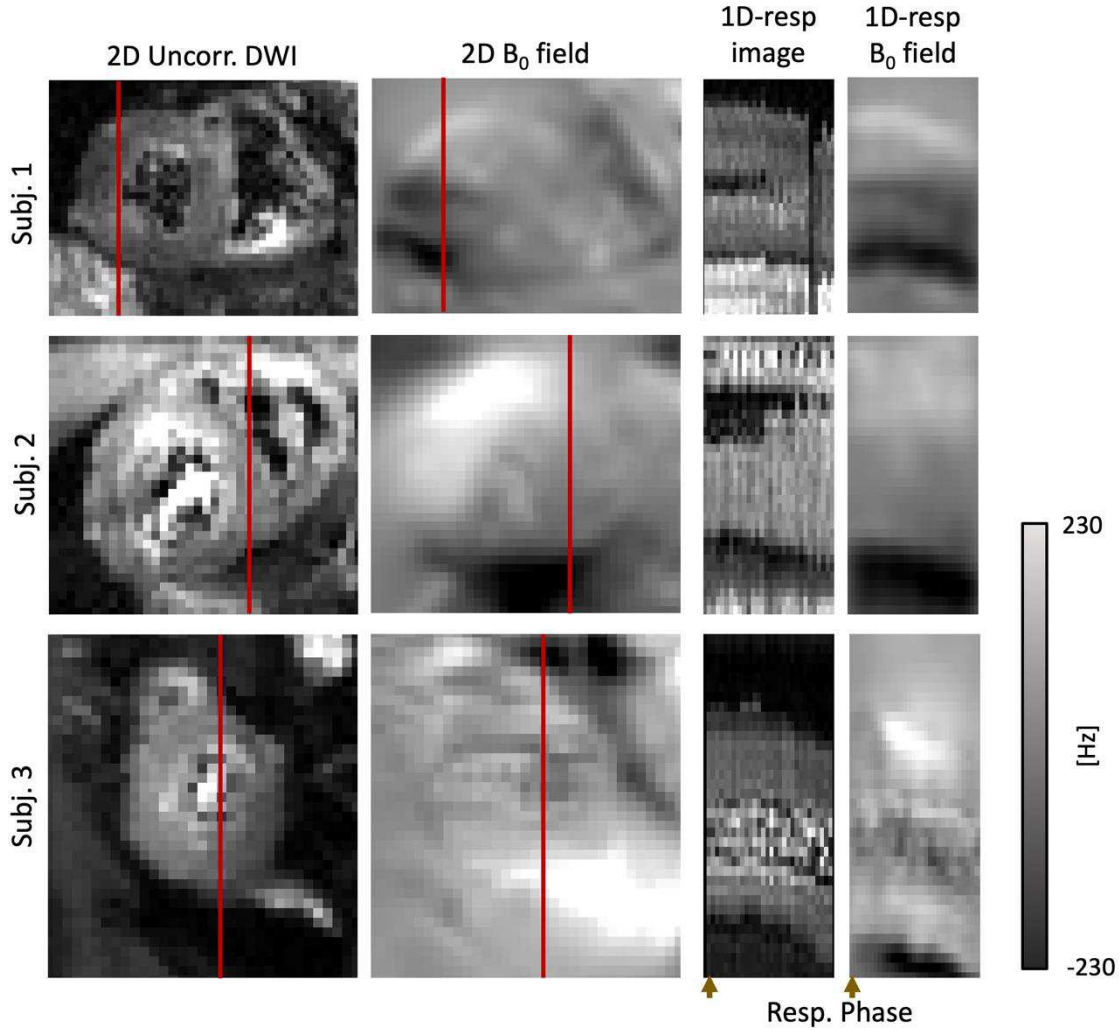 1D-resp image
1D-resp B₀ field
2D Uncorr. DWI
2D B₀ field
Subj. 1
Subj. 2
Subj. 3
230
[Hz]
-230
Resp. Phase